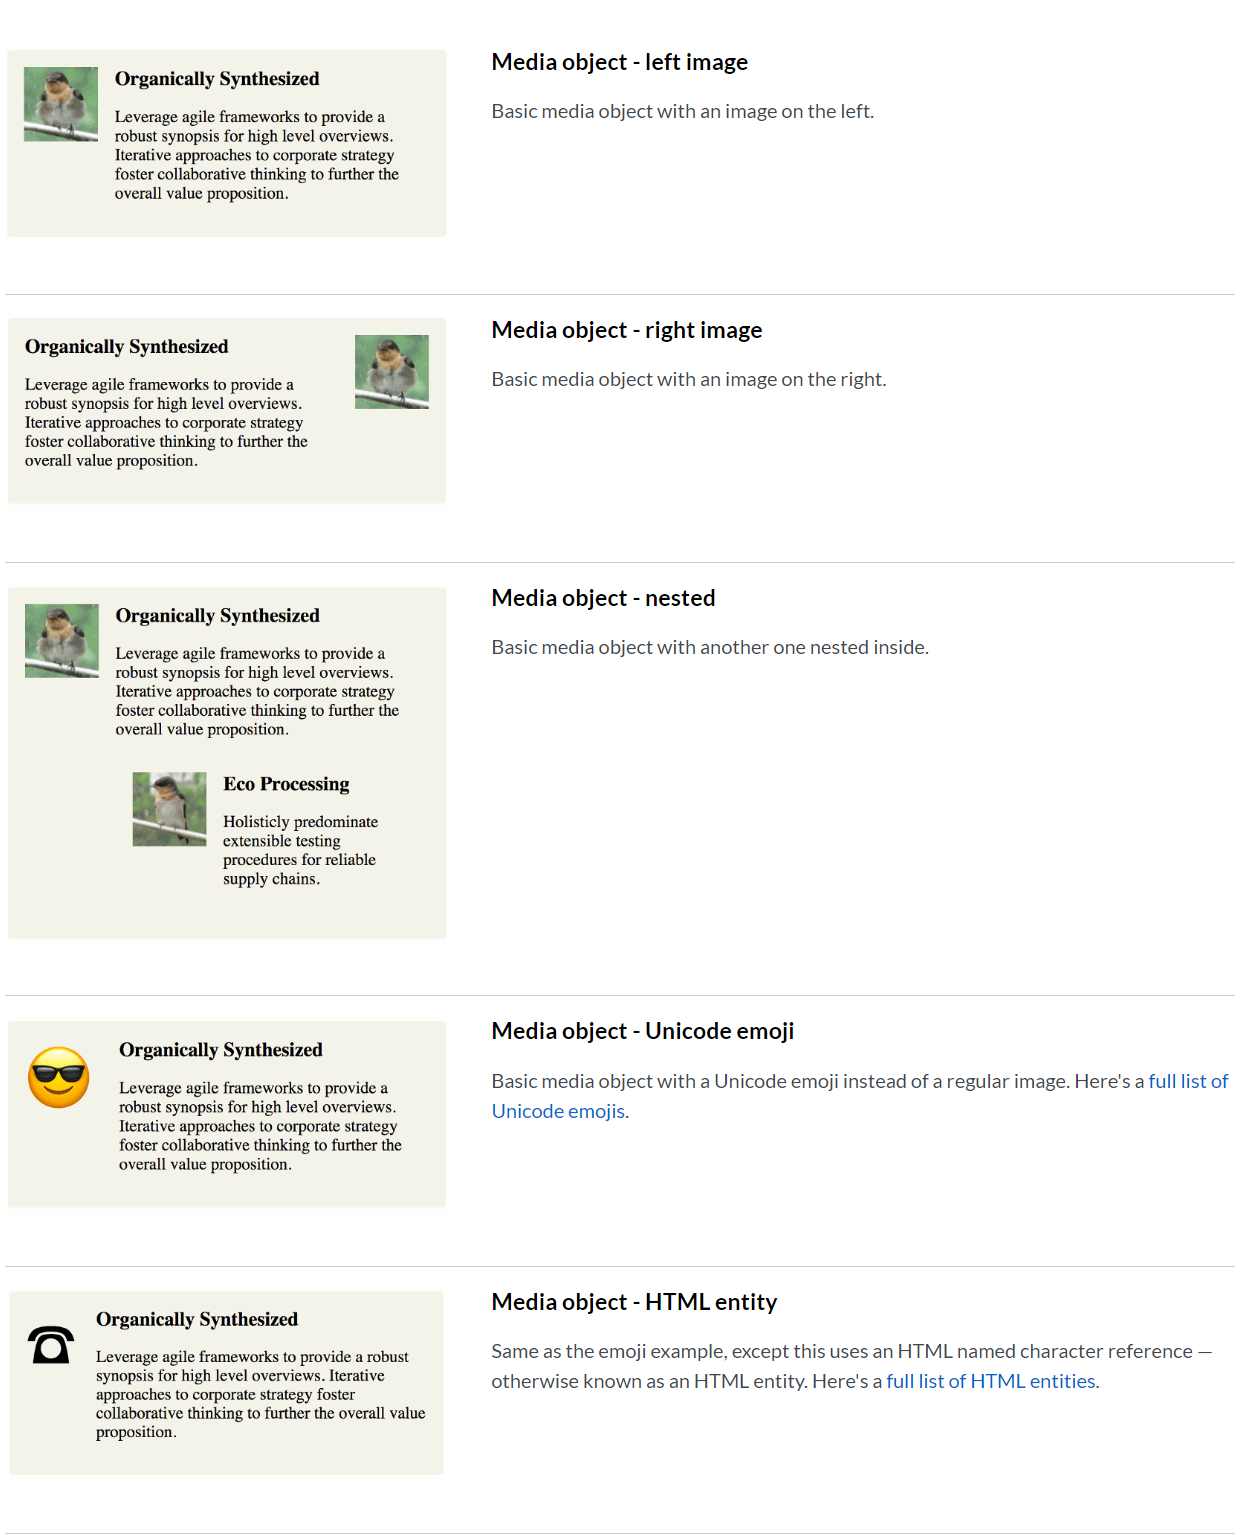 Organically Synthesized
Leverage agile frameworks to provide a
robust synopsis for high level overviews.
Iterative approaches to corporate strategy
foster collaborative thinking to further the
overall value proposition.
Media object - left image
Basic media object with an image on the left.
Organically Synthesized
Leverage agile frameworks to provide a
robust synopsis for high level overviews.
Iterative approaches to corporate strategy
foster collaborative thinking to further the
overall value proposition.
Media object - right image
Basic media object with an image on the right.
Organically Synthesized
Leverage agile frameworks to provide a
robust synopsis for high level overviews.
Iterative approaches to corporate strategy
foster collaborative thinking to further the
overall value proposition.
Eco Processing
Holisticly predominate
extensible testing
procedures for reliable
supply chains.
Media object - nested
Basic media object with another one nested inside.
Organically Synthesized
Leverage agile frameworks to provide a
robust synopsis for high level overviews.
Iterative approaches to corporate strategy
foster collaborative thinking to further the
overall value proposition.
Media object - Unicode emoji
Basic media object with a Unicode emoji instead of a regular image. Here's a full list of
Unicode emojis.
Organically Synthesized
Leverage agile frameworks to provide a robust
synopsis for high level overviews. Iterative
approaches to corporate strategy foster
collaborative thinking to further the overall value
proposition.
Media object - HTML entity
Same as the emoji example, except this uses an HTML named character reference —
otherwise known as an HTML entity. Here's a full list of HTML entities.